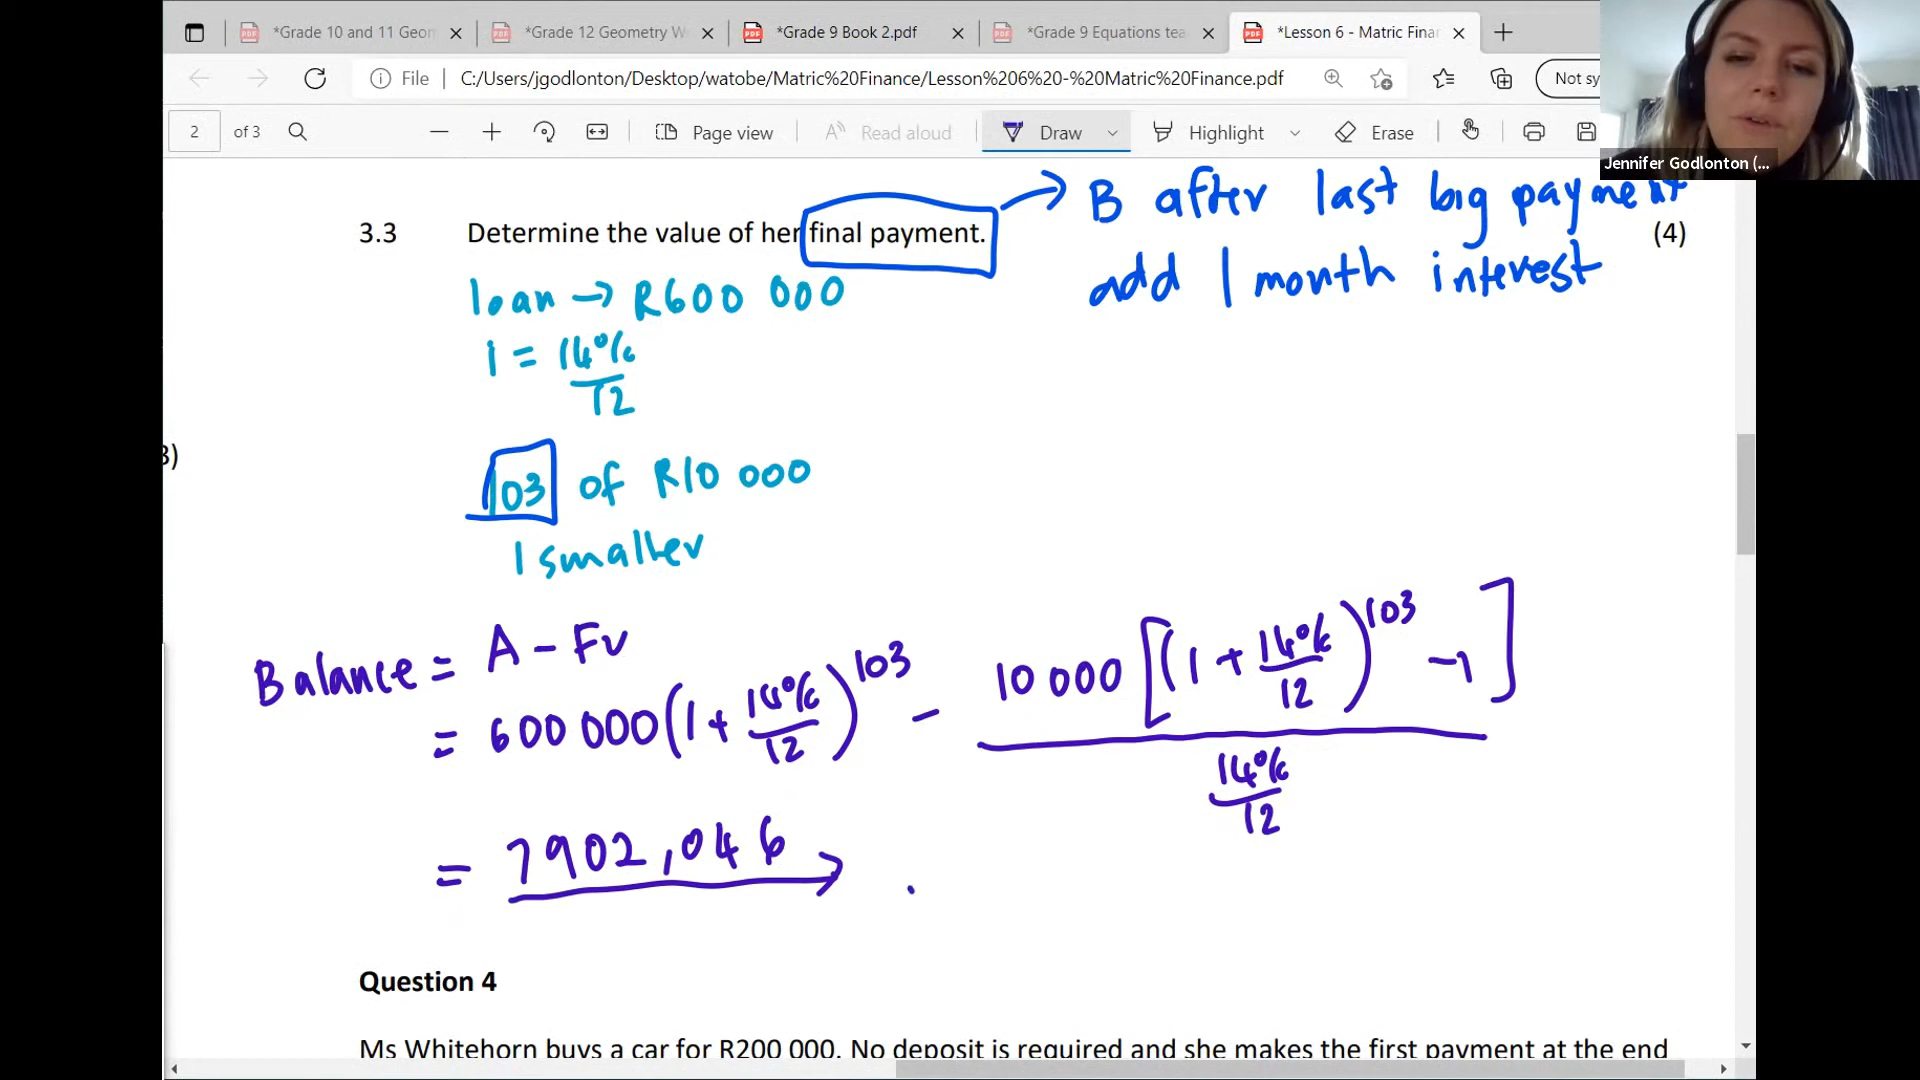 *Grade 10 and 11 Geor
*Grade 12 Geometry W
*Grade 9 Book 2.pdf
*Grade 9 Equations tea
*Lesson 6 - Matric Finar
File C:/Users/jgodlonton/Desktop/watobe/Matric%20Finance/Lesson%206%20-%20Matric%20Finance.pdf
Not sy
2 of 3 Page view Read aloud Draw Highlight Erase
Jennifer Godlonton (...
B after last big payment
3.3 Determine the value of her final payment. (4)
add 1 month interest
loan → R600 000
i = 14%/12
3)
103 of R10 000
1 smaller
Balance = A - Fv
= 600 000(1 + 14%/12)^103 - 10 000[(1 + 14%/12)^103 - 1] / 14%/12
= 7902,046 →
Question 4
Ms Whitehorn buys a car for R200 000. No deposit is required and she makes the first payment at the end